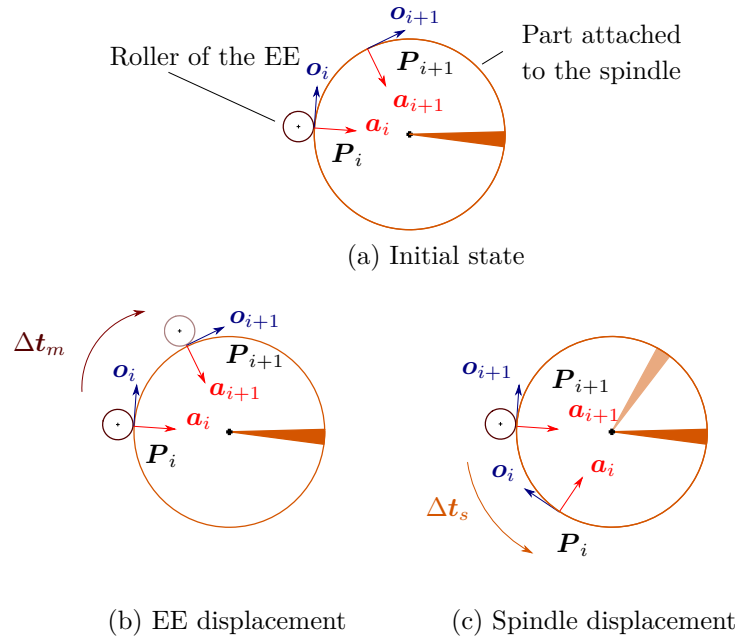 Roller of the EE
Part attached
to the spindle
o_{i+1}
P_{i+1}
o_i
a_{i+1}
a_i
P_i
(a) Initial state
Δt_m
o_{i+1}
P_{i+1}
o_i
a_{i+1}
a_i
P_i
(b) EE displacement
o_{i+1}
P_{i+1}
a_{i+1}
o_i
a_i
Δt_s
P_i
(c) Spindle displacement